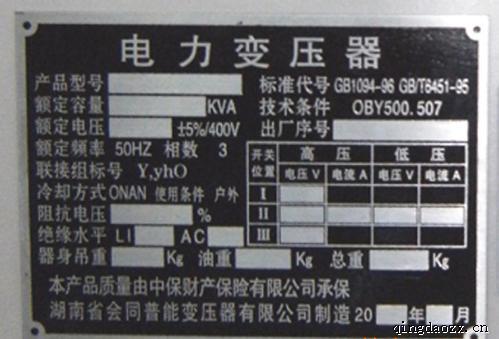 电力变压器
产品型号 标准代号 GB1094-96 GB/T6451-95
额定容量 KVA 技术条件 OBY500.507
额定电压 ±5%/400V 出厂序号
额定频率 50HZ 相数 3
联接组标号 Y,yhO
冷却方式 ONAN 使用条件 户外
阻抗电压 %
绝缘水平 LI AC
开关位置 高压 低压
电压 V 电流 A 电压 V 电流 A
I
II
III
器身吊重 Kg 油重 Kg 总重 Kg
本产品质量由中保财产保险有限公司承保
湖南省会同普能变压器有限公司制造 20 年 月
qingdaozz.cn